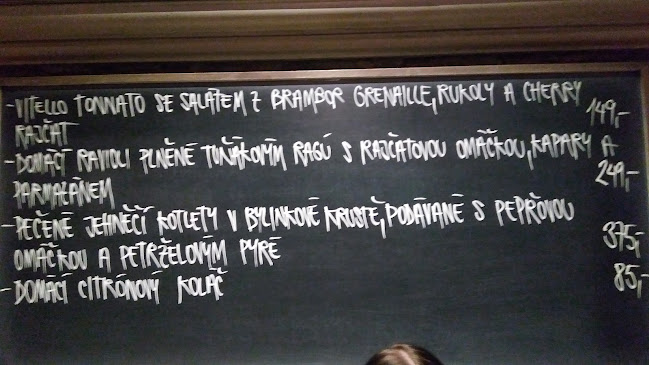 - VITELLO TONNATO SE SALÁTEM Z BRAMBOR GRENAILLE, RUKOLY A CHERRY
RAJČAT 149,-
- DOMÁCÍ RAVIOLI PLNĚNÉ TUŇÁKOVÝM RAGÚ S RAJČATOVOU OMÁČKOU, KAPARY A
PARMAZÁNEM 249,-
- PEČENÉ JEHNĚČÍ KOTLETY V BYLINKOVÉ KRUSTĚ, PODÁVANÉ S PEPŘOVOU
OMÁČKOU A PETRŽELOVÝM PYRÉ 375,-
- DOMÁCÍ CITRÓNOVÝ KOLÁČ 85,-